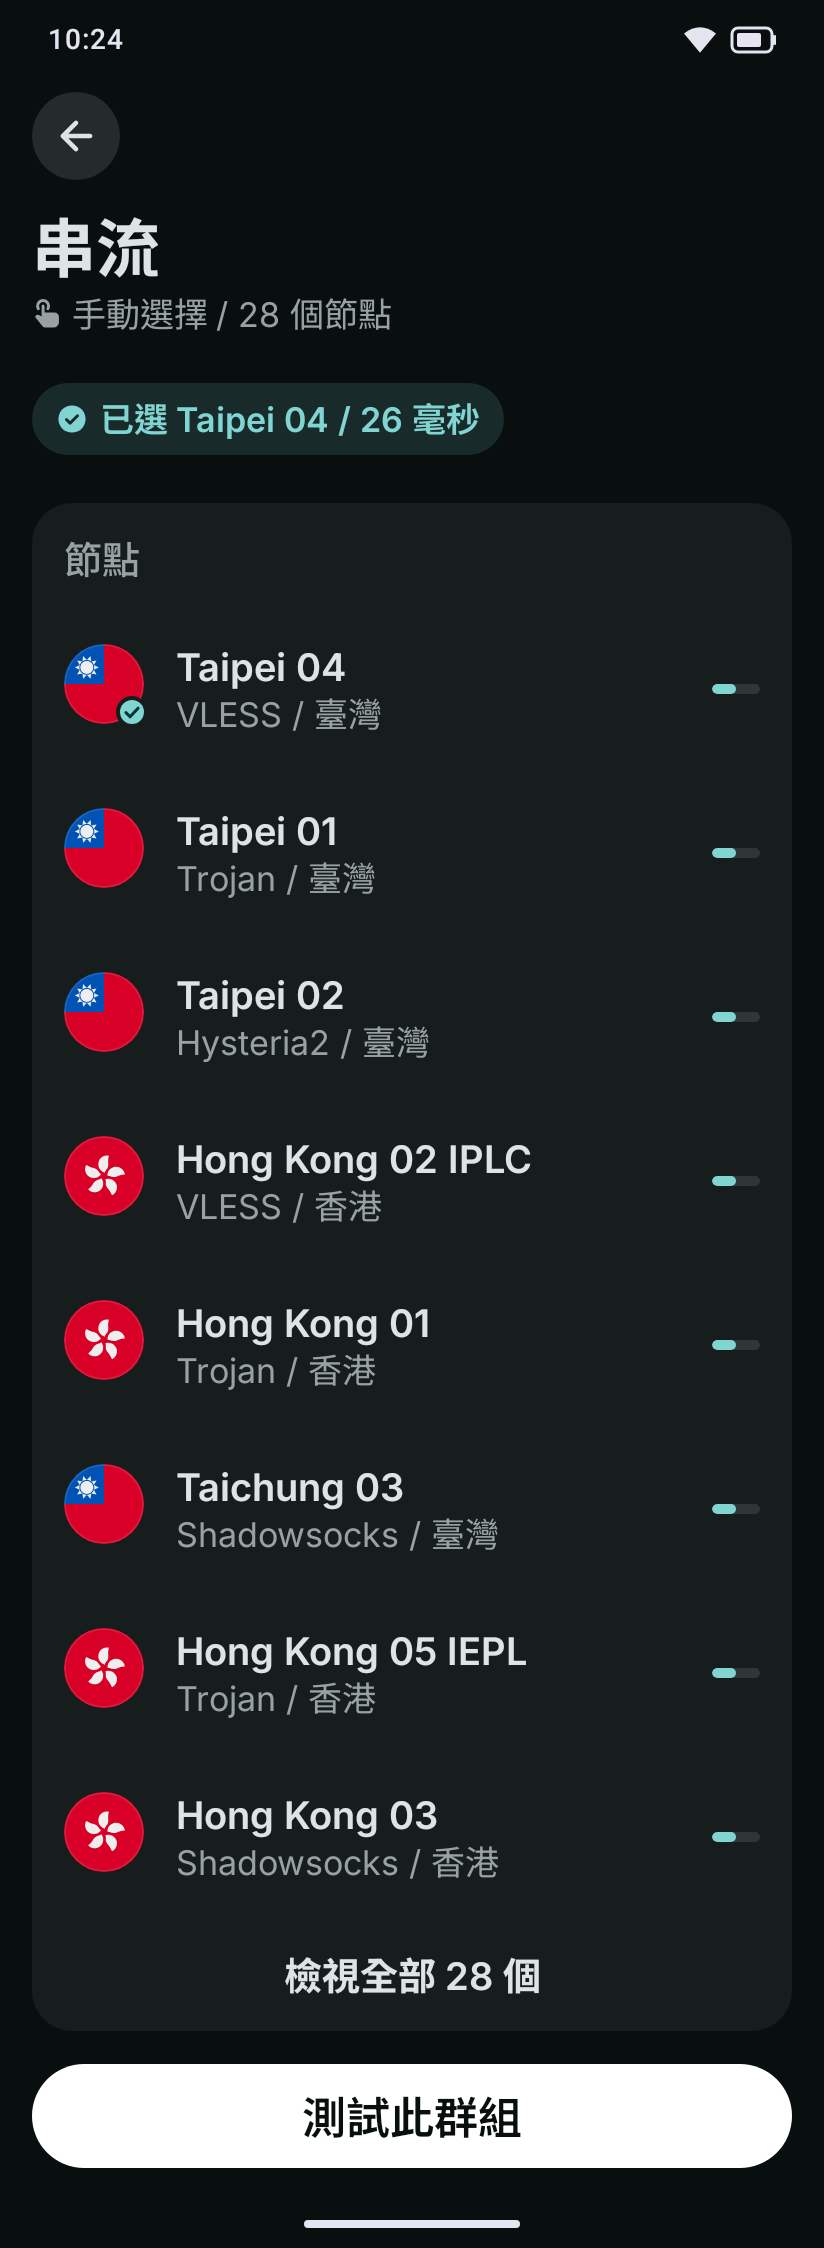 10:24
串流
手動選擇 / 28 個節點
已選 Taipei 04 / 26 毫秒
節點
Taipei 04
VLESS / 臺灣
Taipei 01
Trojan / 臺灣
Taipei 02
Hysteria2 / 臺灣
Hong Kong 02 IPLC
VLESS / 香港
Hong Kong 01
Trojan / 香港
Taichung 03
Shadowsocks / 臺灣
Hong Kong 05 IEPL
Trojan / 香港
Hong Kong 03
Shadowsocks / 香港
檢視全部 28 個
測試此群組